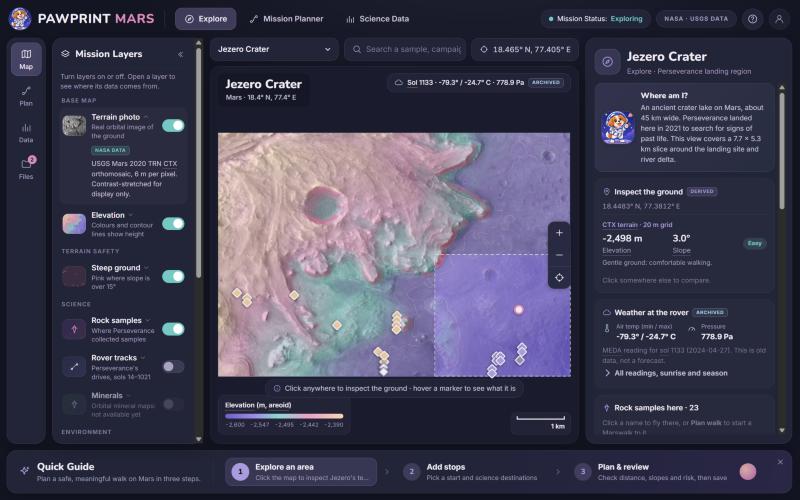 PAWPRINT MARS
Explore
Mission Planner
Science Data
Mission Status: Exploring
NASA · USGS DATA
Map
Plan
Data
2
Files
Mission Layers
Turn layers on or off. Open a layer to
see where its data comes from.
BASE MAP
Terrain photo
Real orbital image of
the ground
NASA DATA
USGS Mars 2020 TRN CTX
orthomosaic, 6 m per pixel.
Contrast-stretched for
display only.
Elevation
Colours and contour
lines show height
TERRAIN SAFETY
Steep ground
Pink where slope is
over 15°
SCIENCE
Rock samples
Where Perseverance
collected samples
Rover tracks
Perseverance's
drives, sols 14–1021
Minerals
Orbital mineral maps:
not available yet
ENVIRONMENT
Jezero Crater
Search a sample, campaig
18.465° N, 77.405° E
Jezero Crater
Mars · 18.4° N, 77.4° E
Sol 1133 · -79.3° / -24.7° C · 778.9 Pa
ARCHIVED
Click anywhere to inspect the ground · hover a marker to see what it is
Elevation (m, areoid)
-2,600 -2,547 -2,495 -2,442 -2,390
1 km
Jezero Crater
Explore · Perseverance landing region
Where am I?
An ancient crater lake on Mars, about
45 km wide. Perseverance landed
here in 2021 to search for signs of
past life. This view covers a 7.7 × 5.3
km slice around the landing site and
river delta.
Inspect the ground DERIVED
18.4483° N, 77.3812° E
CTX terrain · 20 m grid
-2,498 m 3.0°
Elevation Slope
Easy
Gentle ground; comfortable walking.
Click somewhere else to compare.
Weather at the rover ARCHIVED
Air temp (min / max) Pressure
-79.3° / -24.7° C 778.9 Pa
MEDA reading for sol 1133 (2024-04-27). This is old
data, not a forecast.
All readings, sunrise and season
Rock samples here · 23
Click a name to fly there, or Plan walk to start a
Marswalk to it.
Quick Guide
Plan a safe, meaningful walk on Mars in three steps.
1 Explore an area
Click the map to inspect Jezero's te...
2 Add stops
Pick a start and science destinations
3 Plan & review
Check distance, slopes and risk, then save